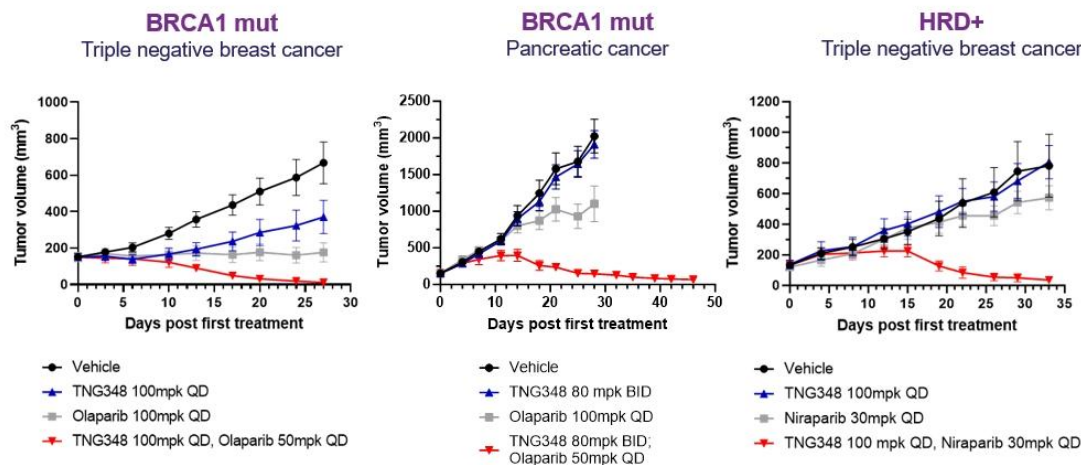 BRCA1 mut
Triple negative breast cancer
Tumor volume (mm³)
1000
800
600
400
200
0
0 5 10 15 20 25 30
Days post first treatment
Vehicle
TNG348 100mpk QD
Olaparib 100mpk QD
TNG348 100mpk QD, Olaparib 50mpk QD
BRCA1 mut
Pancreatic cancer
Tumor volume (mm³)
2500
2000
1500
1000
500
0
0 10 20 30 40 50
Days post first treatment
Vehicle
TNG348 80 mpk BID
Olaparib 100mpk QD
TNG348 80mpk BID;
Olaparib 50mpk QD
HRD+
Triple negative breast cancer
Tumor volume (mm³)
1200
1000
800
600
400
200
0
0 5 10 15 20 25 30 35
Days post first treatment
Vehicle
TNG348 100mpk QD
Niraparib 30mpk QD
TNG348 100 mpk QD, Niraparib 30mpk QD